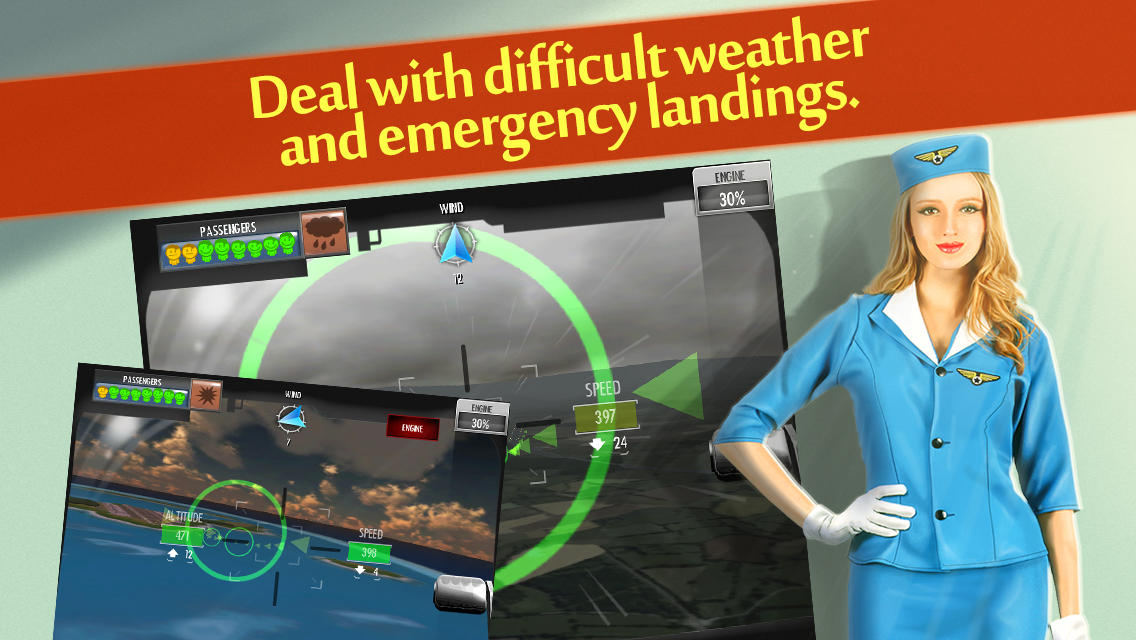 Deal with difficult weather
and emergency landings.
PASSENGERS
WIND
12
ENGINE
30%
SPEED
397
24
PASSENGERS
WIND
7
ENGINE
ENGINE
30%
ALTITUDE
471
12
SPEED
398
4